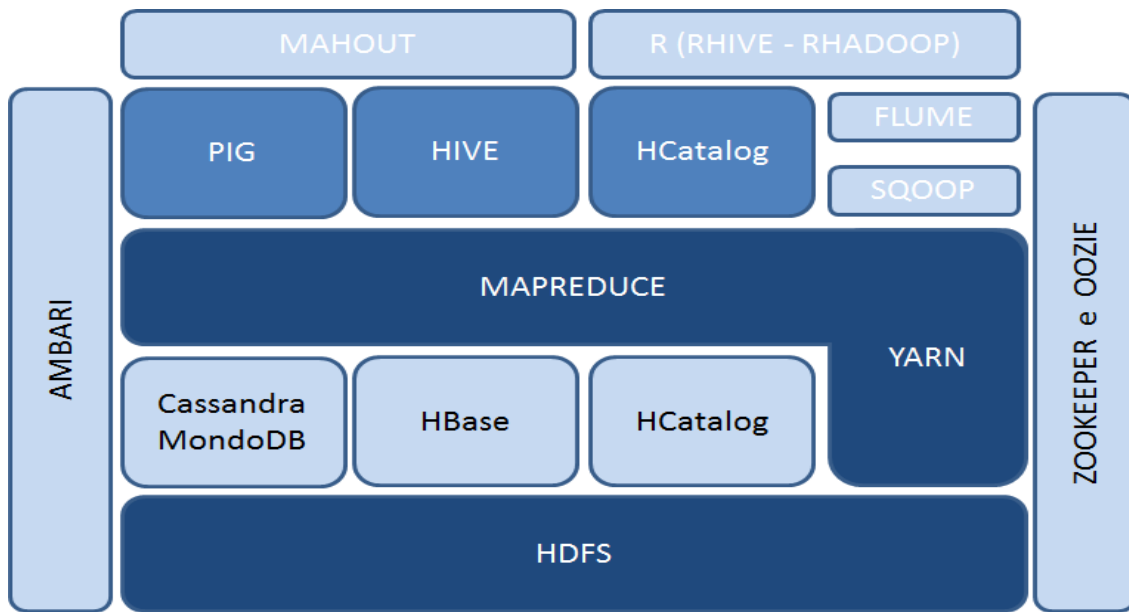 MAHOUT
R (RHIVE - RHADOOP)
AMBARI
PIG
HIVE
HCatalog
FLUME
SQOOP
MAPREDUCE
YARN
Cassandra
MondoDB
HBase
HCatalog
HDFS
ZOOKEEPER e OOZIE